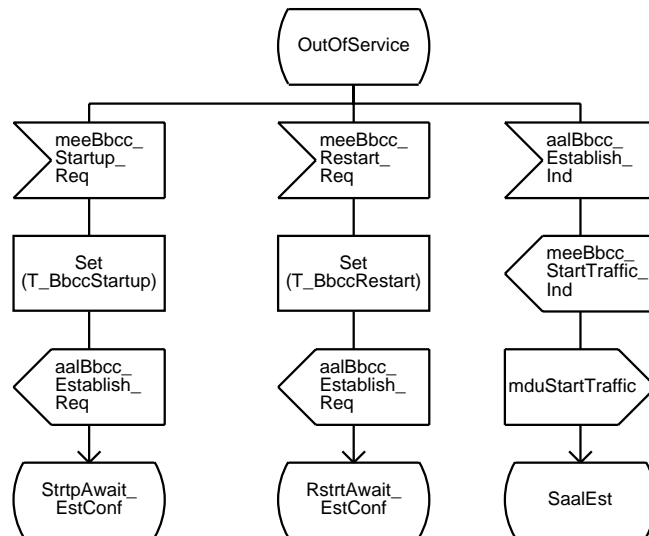 OutOfService
meeBbcc_
Startup_
Req
meeBbcc_
Restart_
Req
aalBbcc_
Establish_
Ind
Set
(T_BbccStartup)
Set
(T_BbccRestart)
meeBbcc_
StartTraffic_
Ind
aalBbcc_
Establish_
Req
aalBbcc_
Establish_
Req
mduStartTraffic
StrtpAwait_
EstConf
RstrtAwait_
EstConf
SaalEst